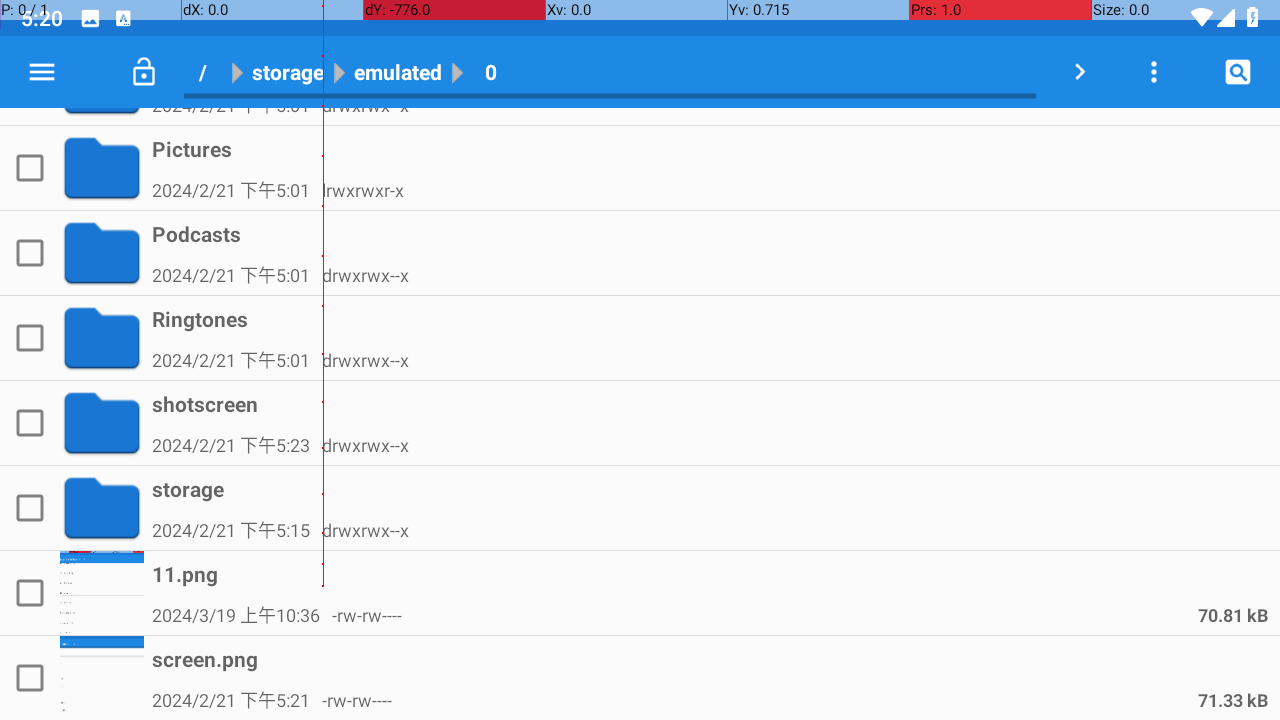 P: 0 / 1 dX: 0.0 dY: -776.0 Xv: 0.0 Yv: 0.715 Prs: 1.0 Size: 0.0
5:20
/ storage emulated 0
Pictures
2024/2/21 下午5:01 drwxrwxr-x
Podcasts
2024/2/21 下午5:01 drwxrwx--x
Ringtones
2024/2/21 下午5:01 drwxrwx--x
shotscreen
2024/2/21 下午5:23 drwxrwx--x
storage
2024/2/21 下午5:15 drwxrwx--x
11.png
2024/3/19 上午10:36 -rw-rw---- 70.81 kB
screen.png
2024/2/21 下午5:21 -rw-rw---- 71.33 kB